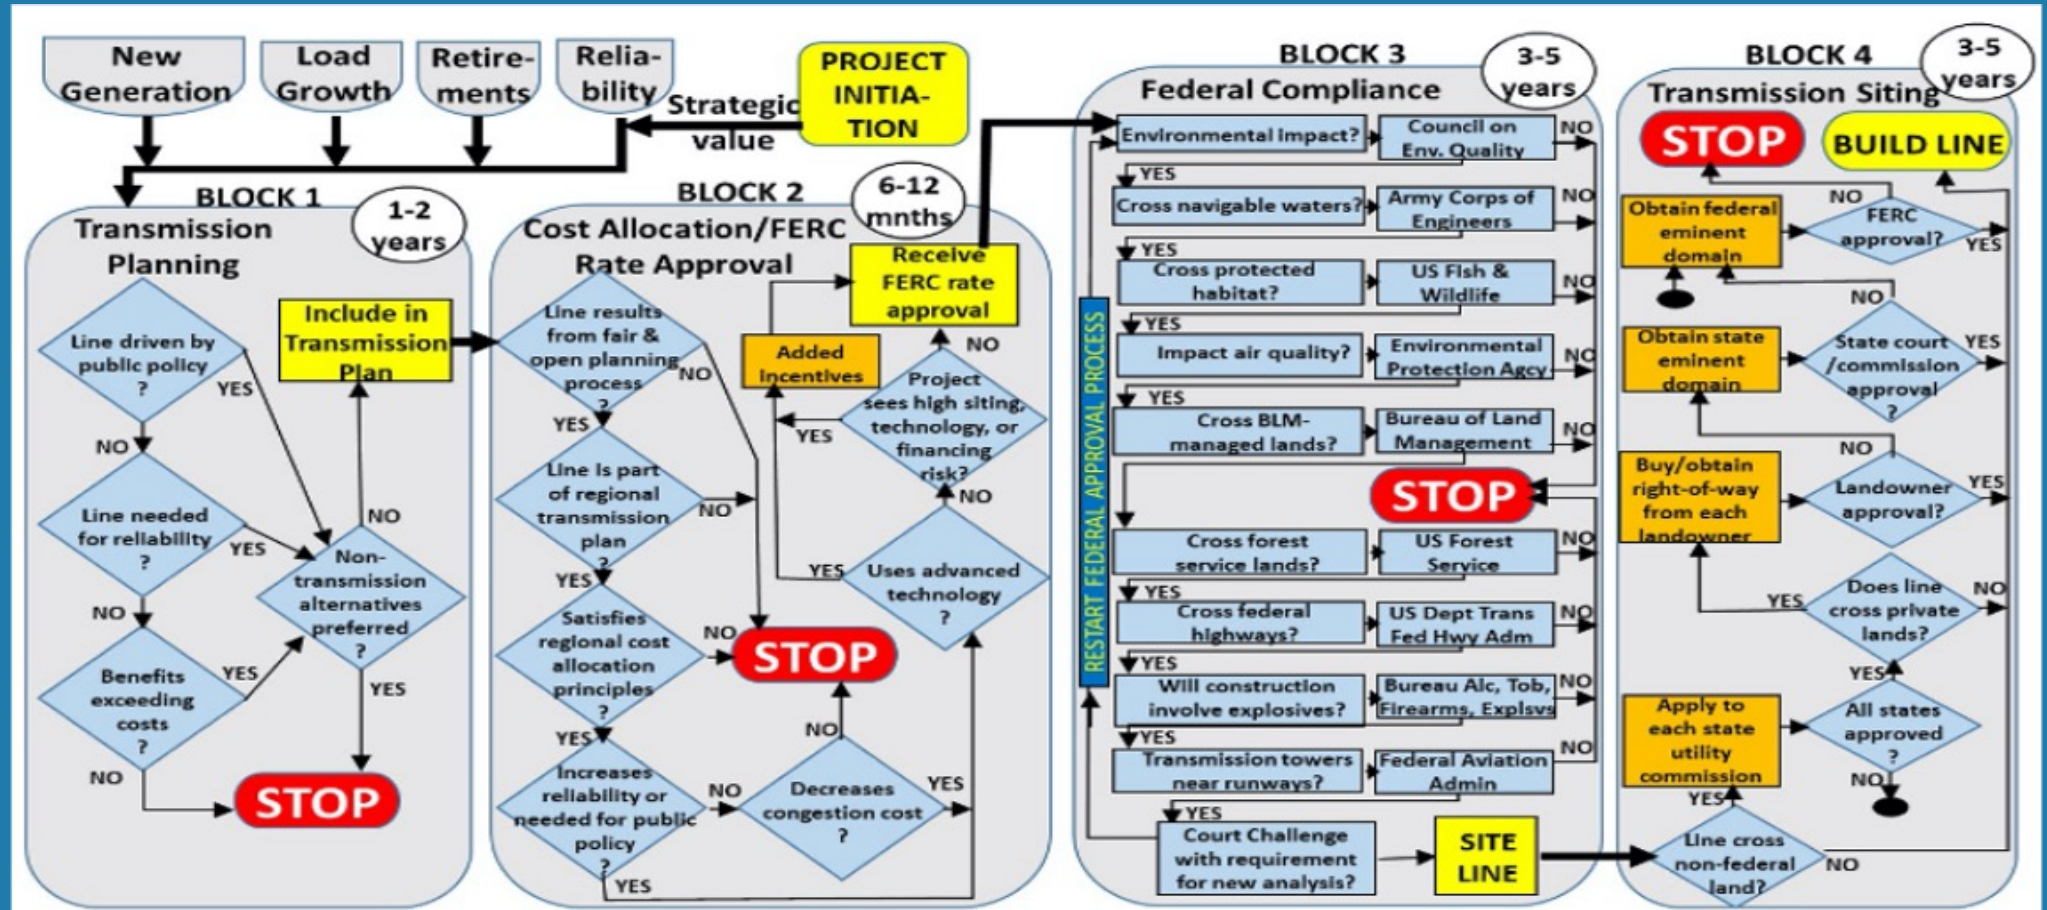 New
Generation
Load
Growth
Retire-
ments
Relia-
bility
Strategic
value
PROJECT
INITIA-
TION
BLOCK 1
1-2
years
Transmission
Planning
Line driven by
public policy
?
YES
NO
Include in
Transmission
Plan
Line needed
for reliability
?
YES
NO
NO
Non-
transmission
alternatives
preferred
?
YES
Benefits
exceeding
costs
?
YES
NO
STOP
BLOCK 2
6-12
mnths
Cost Allocation/FERC
Rate Approval
Line results
from fair &
open planning
process
?
NO
YES
Receive
FERC rate
approval
Added
Incentives
NO
Project
sees high siting,
technology, or
financing
risk?
YES
NO
Line is part
of regional
transmission
plan
?
NO
YES
Uses advanced
technology
?
YES
Satisfies
regional cost
allocation
principles
?
NO
YES
STOP
Increases
reliability or
needed for public
policy
?
NO
YES
Decreases
congestion cost
?
NO
YES
BLOCK 3
3-5
years
Federal Compliance
RESTART FEDERAL APPROVAL PROCESS
Environmental impact?
Council on
Env. Quality
NO
YES
Cross navigable waters?
Army Corps of
Engineers
NO
YES
Cross protected
habitat?
US Fish &
Wildlife
NO
YES
Impact air quality?
Environmental
Protection Agcy
NO
YES
Cross BLM-
managed lands?
Bureau of Land
Management
NO
STOP
Cross forest
service lands?
US Forest
Service
NO
YES
Cross federal
highways?
US Dept Trans
Fed Hwy Adm
NO
YES
Will construction
involve explosives?
Bureau Alc, Tob,
Firearms, Explsvs
NO
YES
Transmission towers
near runways?
Federal Aviation
Admin
NO
YES
Court Challenge
with requirement
for new analysis?
SITE
LINE
BLOCK 4
3-5
years
Transmission Siting
STOP
BUILD LINE
Obtain federal
eminent
domain
NO
FERC
approval?
YES
Obtain state
eminent
domain
NO
State court
/commission
approval
?
YES
Buy/obtain
right-of-way
from each
landowner
NO
Landowner
approval?
YES
Does line
cross private
lands?
YES
NO
Apply to
each state
utility
commission
YES
All states
approved
?
NO
YES
Line cross
non-federal
land?
NO